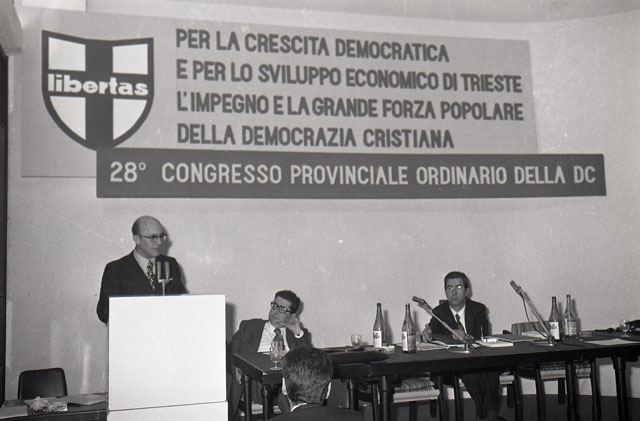 libertas
PER LA CRESCITA DEMOCRATICA
E PER LO SVILUPPO ECONOMICO DI TRIESTE
L'IMPEGNO E LA GRANDE FORZA POPOLARE
DELLA DEMOCRAZIA CRISTIANA
28° CONGRESSO PROVINCIALE ORDINARIO DELLA DC